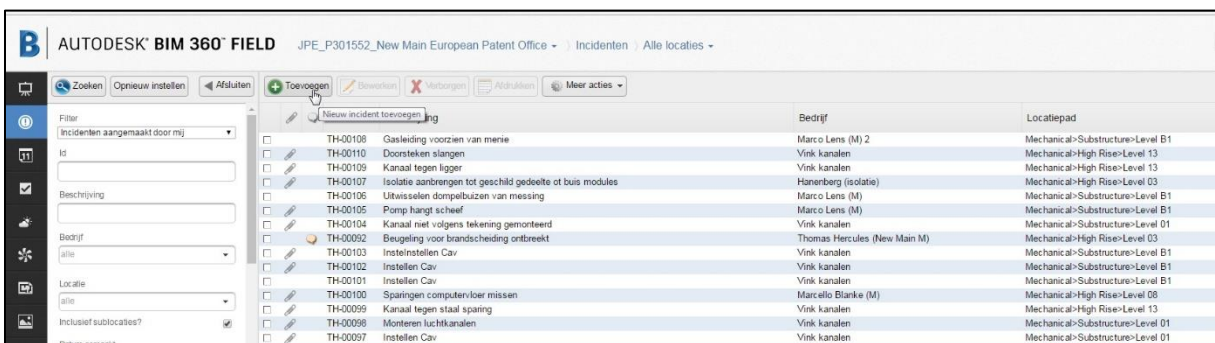 B AUTODESK® BIM 360™ FIELD JPE_P301552_New Main European Patent Office Incidenten Alle locaties
Zoeken Opnieuw instellen Afsluiten Toevoegen Bewerken Verbergen Afdrukken Meer acties
Nieuw incident toevoegen
Filter
Incidenten aangemaakt door mij
Id
Beschrijving
Bedrijf
alle
Locatie
alle
Inclusief sublocaties?
ng Bedrijf Locatiepad
TH-00108 Gasleiding voorzien van menie Marco Lens (M) 2 Mechanical>Substructure>Level B1
TH-00110 Doorsteken slangen Vink kanalen Mechanical>High Rise>Level 13
TH-00109 Kanaal tegen ligger Vink kanalen Mechanical>High Rise>Level 13
TH-00107 Isolatie aanbrengen tot geschild gedeelte ot buis modules Hanenberg (isolatie) Mechanical>High Rise>Level 03
TH-00106 Uitwisselen dompelbuizen van messing Marco Lens (M) Mechanical>Substructure>Level B1
TH-00105 Pomp hangt scheef Marco Lens (M) Mechanical>Substructure>Level B1
TH-00104 Kanaal niet volgens tekening gemonteerd Vink kanalen Mechanical>Substructure>Level 01
TH-00092 Beugeling voor brandscheiding ontbreekt Thomas Hercules (New Main M) Mechanical>High Rise>Level 03
TH-00103 InstelnInstellen Cav Vink kanalen Mechanical>Substructure>Level B1
TH-00102 Instellen Cav Vink kanalen Mechanical>Substructure>Level B1
TH-00101 Instellen Cav Vink kanalen Mechanical>Substructure>Level B1
TH-00100 Sparingen computervloer missen Marcello Blanke (M) Mechanical>High Rise>Level 08
TH-00099 Kanaal tegen staal sparing Vink kanalen Mechanical>High Rise>Level 13
TH-00098 Monteren luchtkanalen Vink kanalen Mechanical>Substructure>Level 01
TH-00097 Instellen Cav Vink kanalen Mechanical>Substructure>Level 01